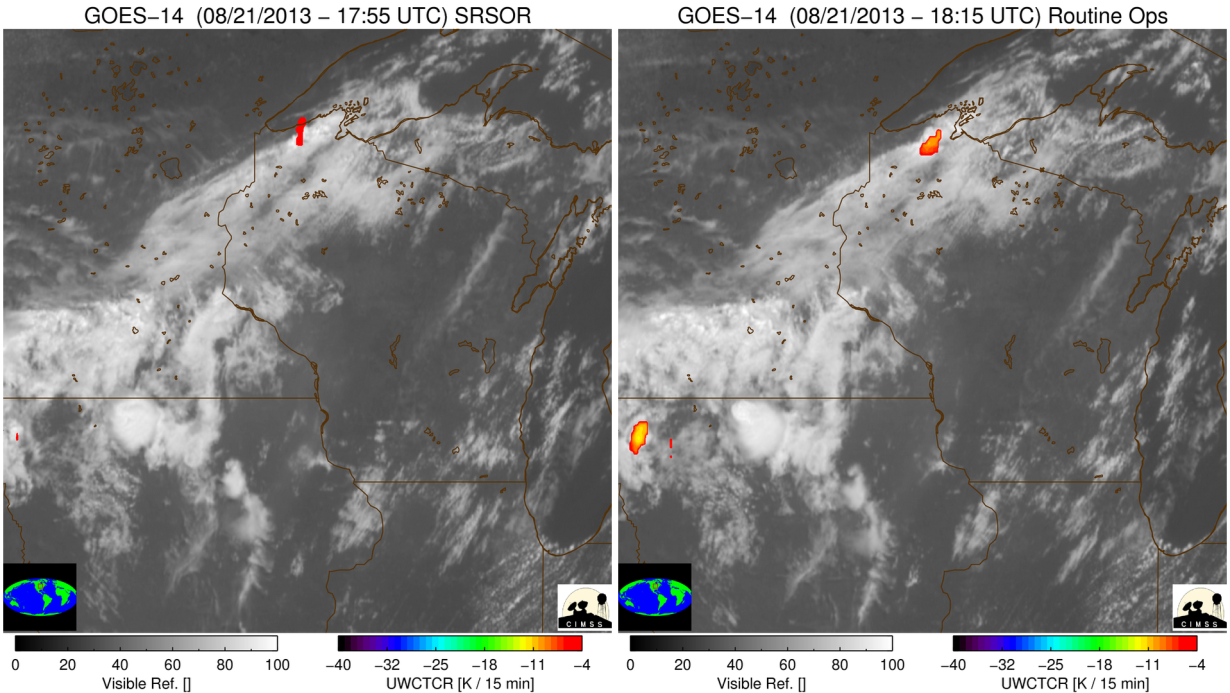 GOES−14 (08/21/2013 − 17:55 UTC) SRSOR
GOES−14 (08/21/2013 − 18:15 UTC) Routine Ops
CIMSS
CIMSS
0 20 40 60 80 100
Visible Ref. []
−40 −32 −25 −18 −11 −4
UWCTCR [K / 15 min]
0 20 40 60 80 100
Visible Ref. []
−40 −32 −25 −18 −11 −4
UWCTCR [K / 15 min]